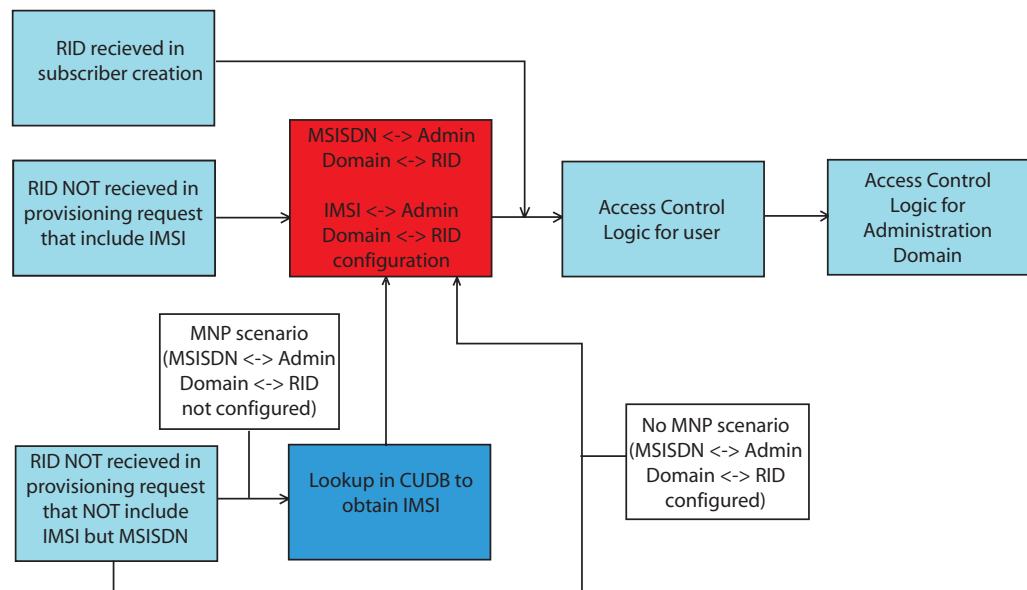 RID recieved in
subscriber creation
MSISDN <-> Admin
Domain <-> RID
IMSI <-> Admin
Domain <-> RID
configuration
RID NOT recieved in
provisioning request
that include IMSI
Access Control
Logic for user
Access Control
Logic for
Administration
Domain
MNP scenario
(MSISDN <-> Admin
Domain <-> RID
not configured)
No MNP scenario
(MSISDN <-> Admin
Domain <-> RID
configured)
RID NOT recieved in
provisioning request
that NOT include
IMSI but MSISDN
Lookup in CUDB to
obtain IMSI